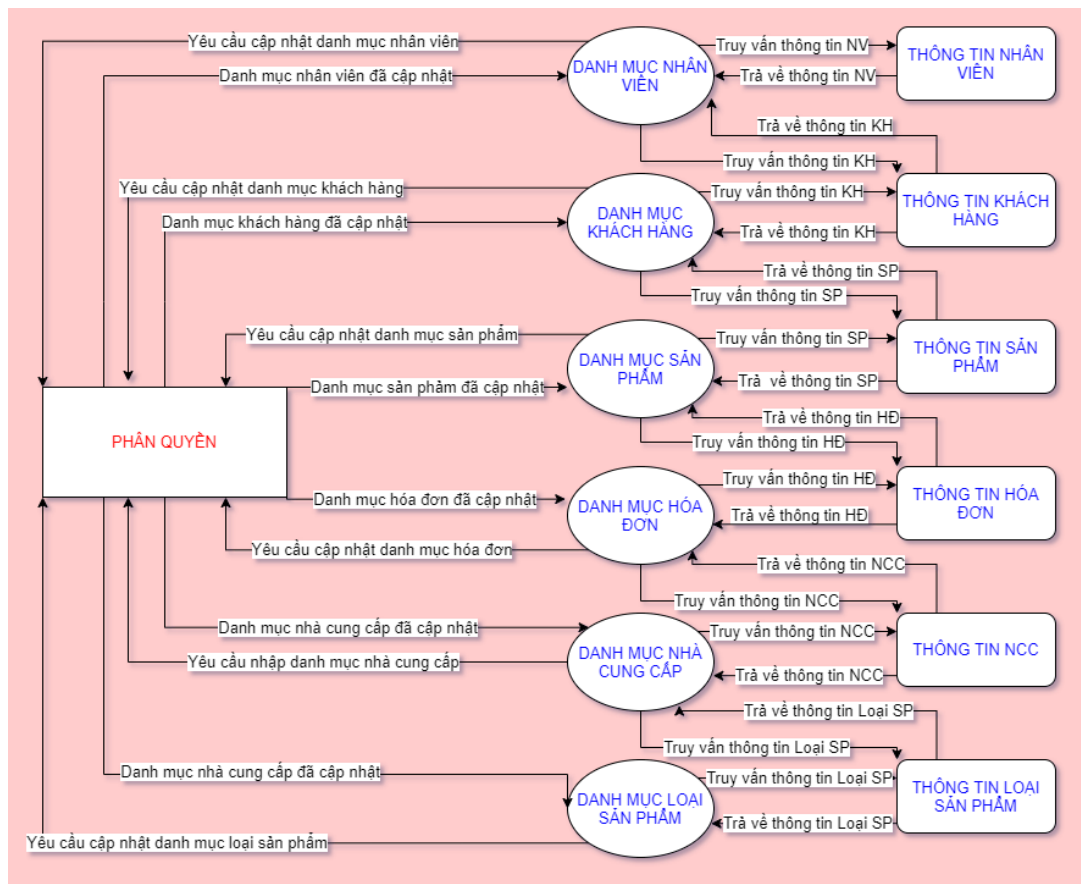 Yêu cầu cập nhật danh mục nhân viên
Truy vấn thông tin NV
DANH MỤC NHÂN
VIÊN
THÔNG TIN NHÂN
VIÊN
Danh mục nhân viên đã cập nhật
Trả về thông tin NV
Trả về thông tin KH
Truy vấn thông tin KH
Yêu cầu cập nhật danh mục khách hàng
Truy vấn thông tin KH
DANH MỤC
KHÁCH HÀNG
THÔNG TIN KHÁCH
HÀNG
Danh mục khách hàng đã cập nhật
Trả về thông tin KH
Trả về thông tin SP
Truy vấn thông tin SP
Yêu cầu cập nhật danh mục sản phẩm
Truy vấn thông tin SP
DANH MỤC SẢN
PHẨM
THÔNG TIN SẢN
PHẨM
Danh mục sản phảm đã cập nhật
Trả  về thông tin SP
Trả về thông tin HĐ
PHÂN QUYỀN
Truy vấn thông tin HĐ
Truy vấn thông tin HĐ
Danh mục hóa đơn đã cập nhật
DANH MỤC HÓA
ĐƠN
THÔNG TIN HÓA
ĐƠN
Trả về thông tin HĐ
Yêu cầu cập nhật danh mục hóa đơn
Trả về thông tin NCC
Truy vấn thông tin NCC
Danh mục nhà cung cấp đã cập nhật
Truy vấn thông tin NCC
DANH MỤC NHÀ
CUNG CẤP
THÔNG TIN NCC
Yêu cầu nhập danh mục nhà cung cấp
Trả về thông tin NCC
Trả về thông tin Loại SP
Truy vấn thông tin Loại SP
Danh mục nhà cung cấp đã cập nhật
Truy vấn thông tin Loại SP
DANH MỤC LOẠI
SẢN PHẨM
THÔNG TIN LOẠI
SẢN PHẨM
Trả về thông tin Loại SP
Yêu cầu cập nhật danh mục loại sản phẩm